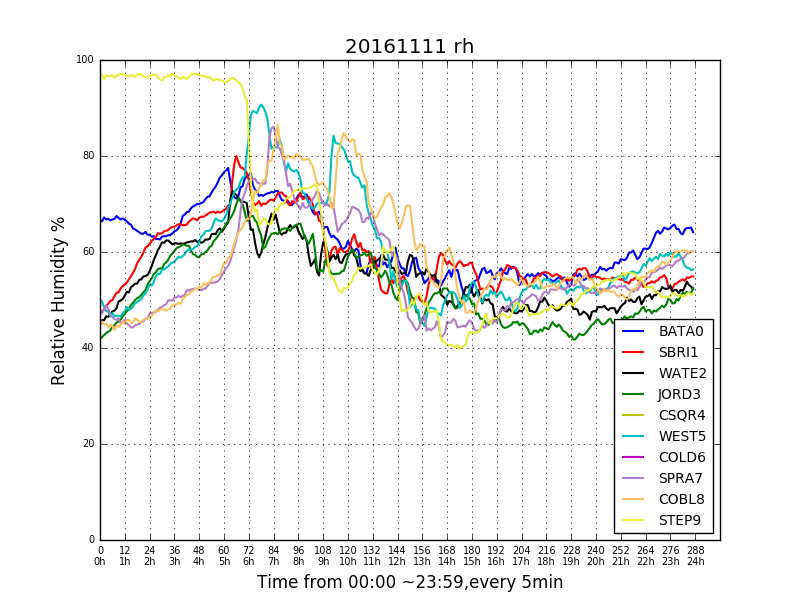 20161111 rh
Relative Humidity %
100
80
60
40
20
0
0 12 24 36 48 60 72 84 96 108 120 132 144 156 168 180 192 204 216 228 240 252 264 276 288
0h 1h 2h 3h 4h 5h 6h 7h 8h 9h 10h 11h 12h 13h 14h 15h 16h 17h 18h 19h 20h 21h 22h 23h 24h
Time from 00:00 ~23:59,every 5min
BATA0
SBRI1
WATE2
JORD3
CSQR4
WEST5
COLD6
SPRA7
COBL8
STEP9